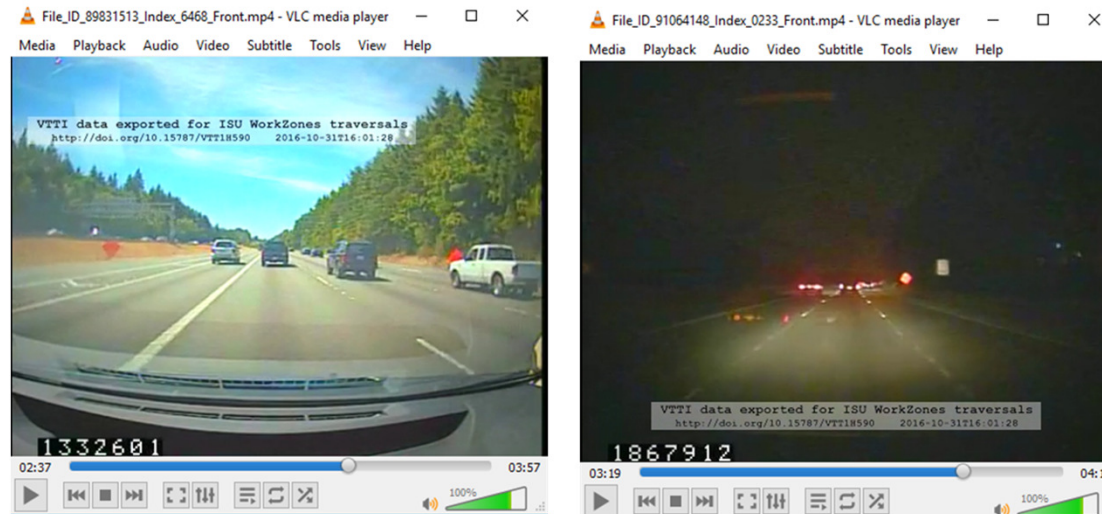 File_ID_89831513_Index_6468_Front.mp4 - VLC media player
Media Playback Audio Video Subtitle Tools View Help
VTTI data exported for ISU WorkZones traversals
http://doi.org/10.15787/VTT1H590 2016-10-31T16:01:28
1332601
02:37 03:57
100%
File_ID_91064148_Index_0233_Front.mp4 - VLC media player
Media Playback Audio Video Subtitle Tools View Help
VTTI data exported for ISU WorkZones traversals
http://doi.org/10.15787/VTT1H590 2016-10-31T16:01:28
1867912
03:19
100%